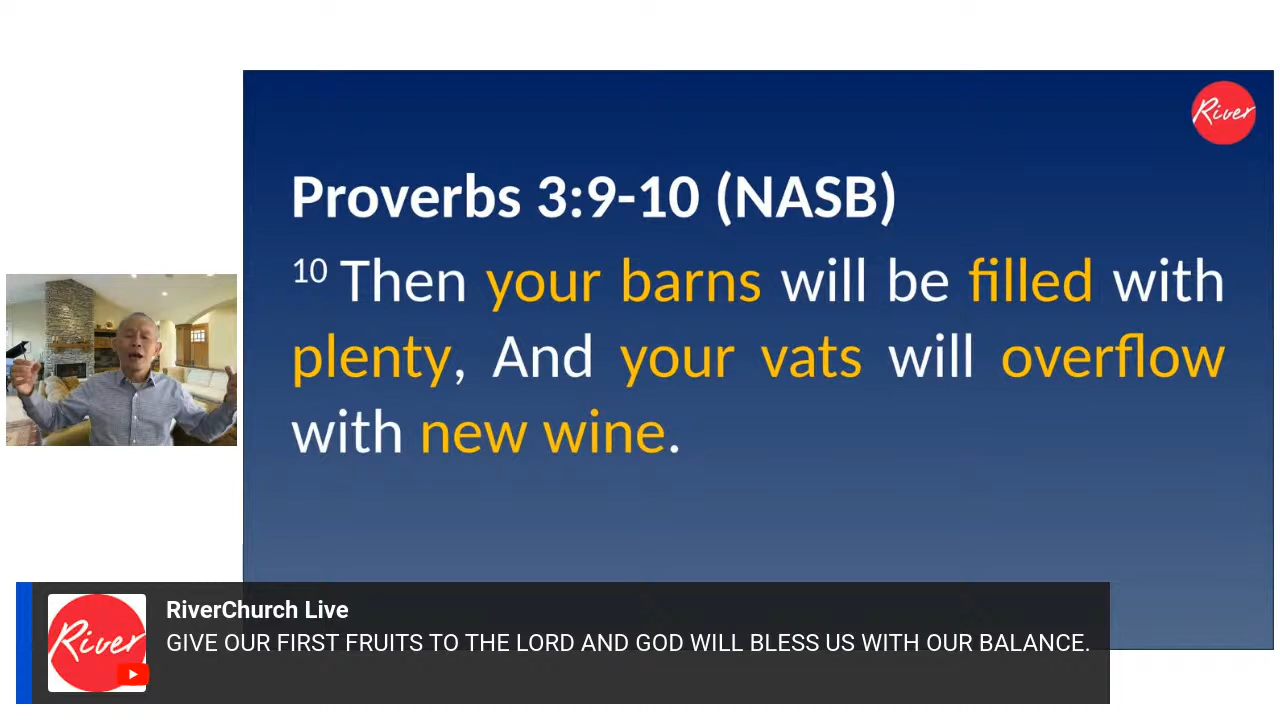 River
Proverbs 3:9-10 (NASB)
10 Then your barns will be filled with
plenty, And your vats will overflow
with new wine.
River
RiverChurch Live
GIVE OUR FIRST FRUITS TO THE LORD AND GOD WILL BLESS US WITH OUR BALANCE.